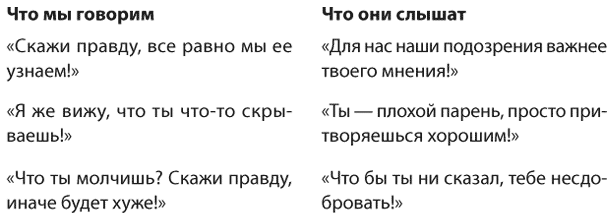 Что мы говорим
Что они слышат
«Скажи правду, все равно мы ее
узнаем!»
«Для нас наши подозрения важнее
твоего мнения!»
«Я же вижу, что ты что-то скры-
ваешь!»
«Ты — плохой парень, просто при-
творяешься хорошим!»
«Что ты молчишь? Скажи правду,
иначе будет хуже!»
«Что бы ты ни сказал, тебе несдо-
бровать!»